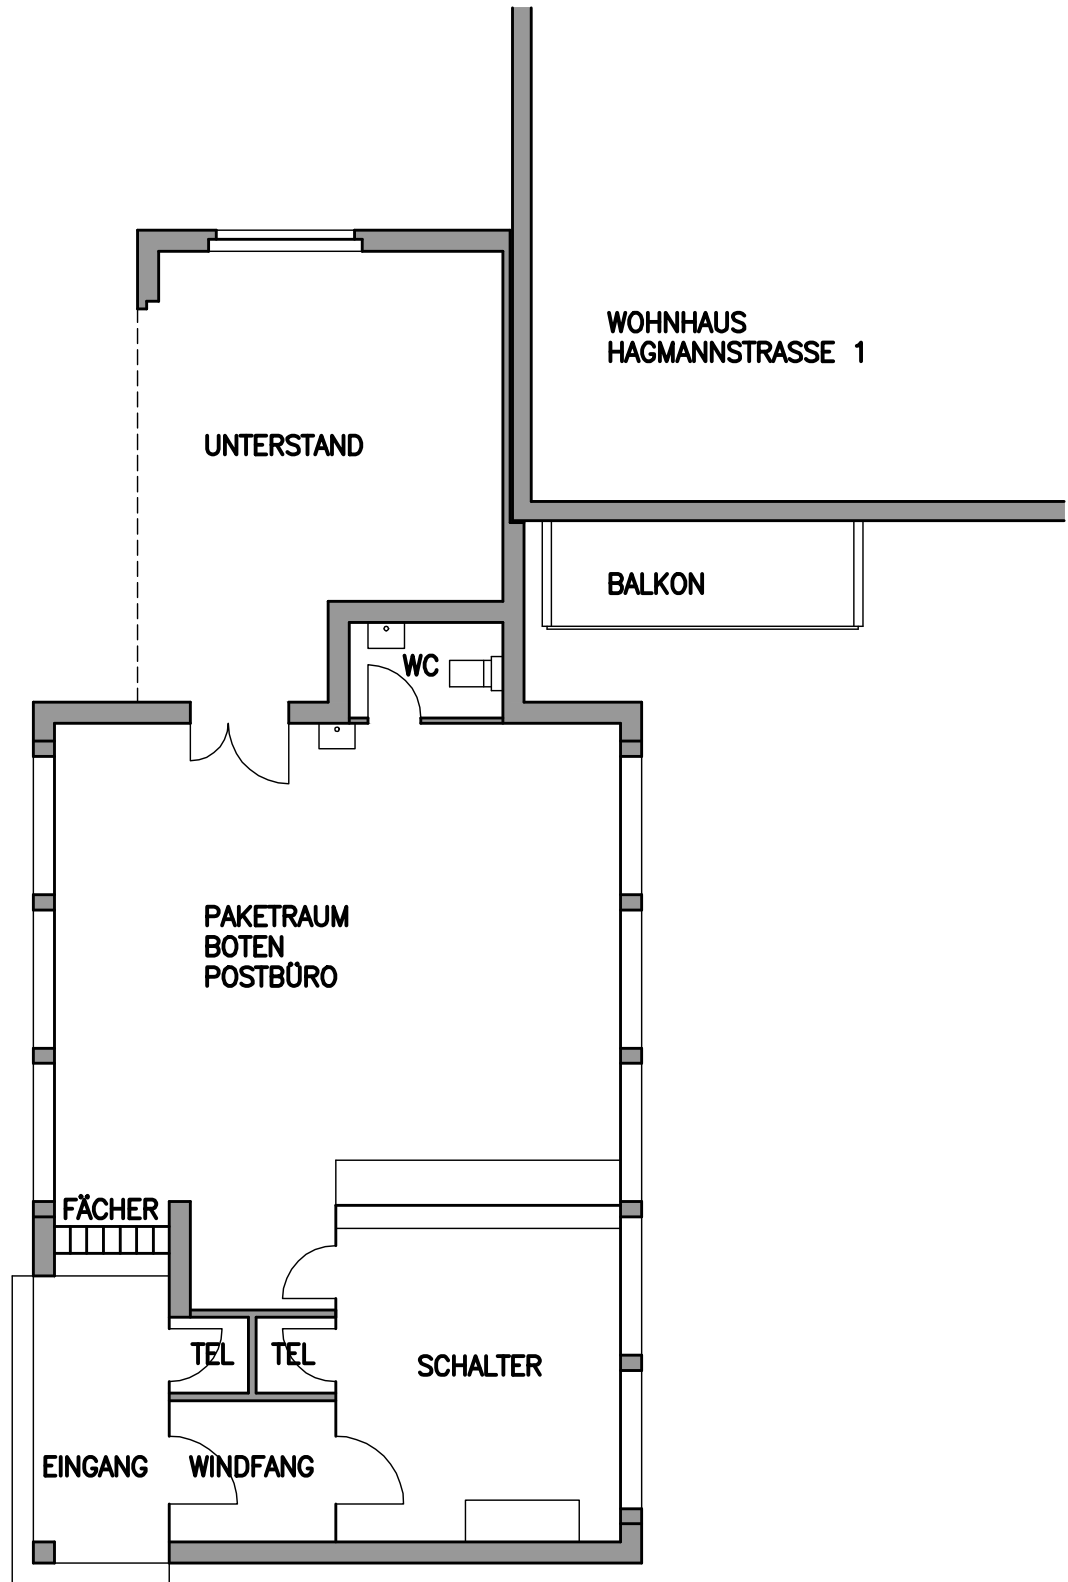 WOHNHAUS
HAGMANNSTRASSE 1
UNTERSTAND
BALKON
WC
PAKETRAUM
BOTEN
POSTBÜRO
FÄCHER
TEL
TEL
SCHALTER
EINGANG
WINDFANG